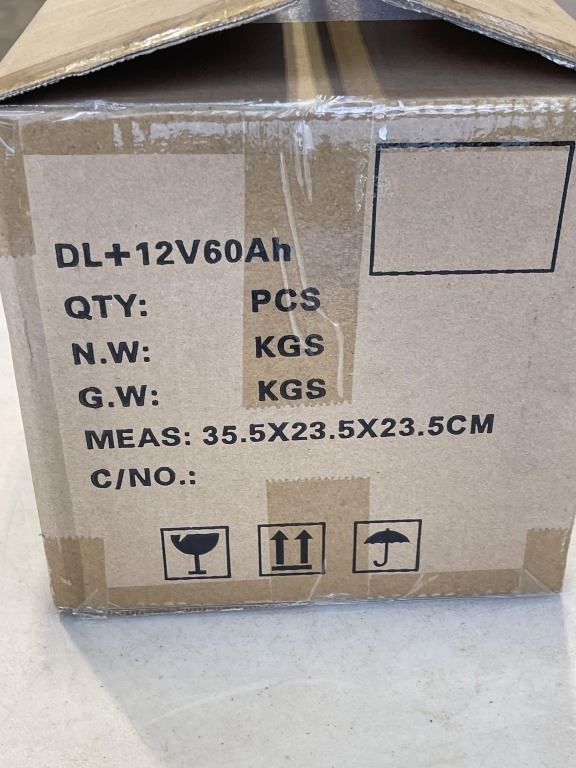 DL+12V60Ah
QTY: PCS
N.W: KGS
G.W: KGS
MEAS: 35.5X23.5X23.5CM
C/NO.: